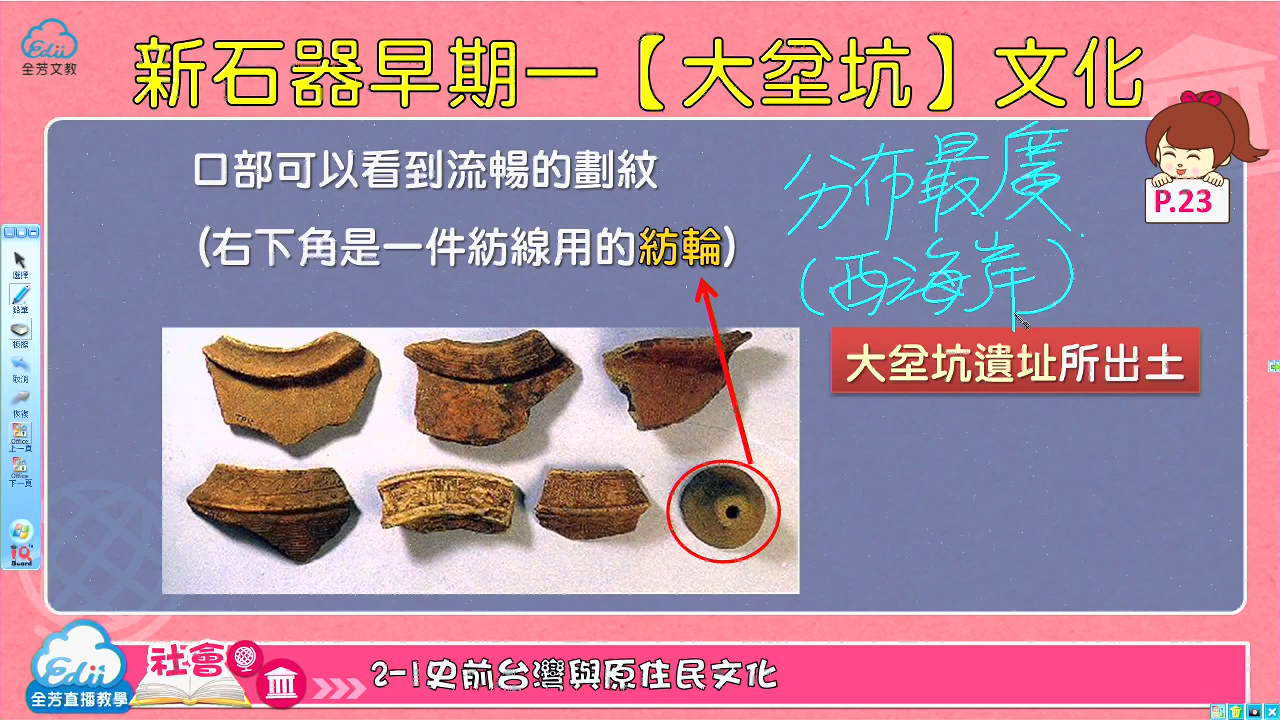 Edii
全芳文教
新石器早期—【大坌坑】文化
P.23
口部可以看到流暢的劃紋
(右下角是一件紡線用的紡輪)
分布最廣
(西海岸)
大坌坑遺址所出土
選擇
鉛筆
板擦
取消
恢復
Office
上一頁
Office
下一頁
IQ
Board
Edii
全芳直播教學
社會
2-1史前台灣與原住民文化